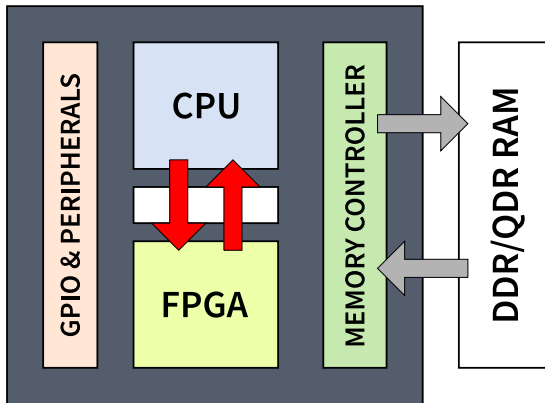 GPIO & PERIPHERALS
CPU
FPGA
MEMORY CONTROLLER
DDR/QDR RAM